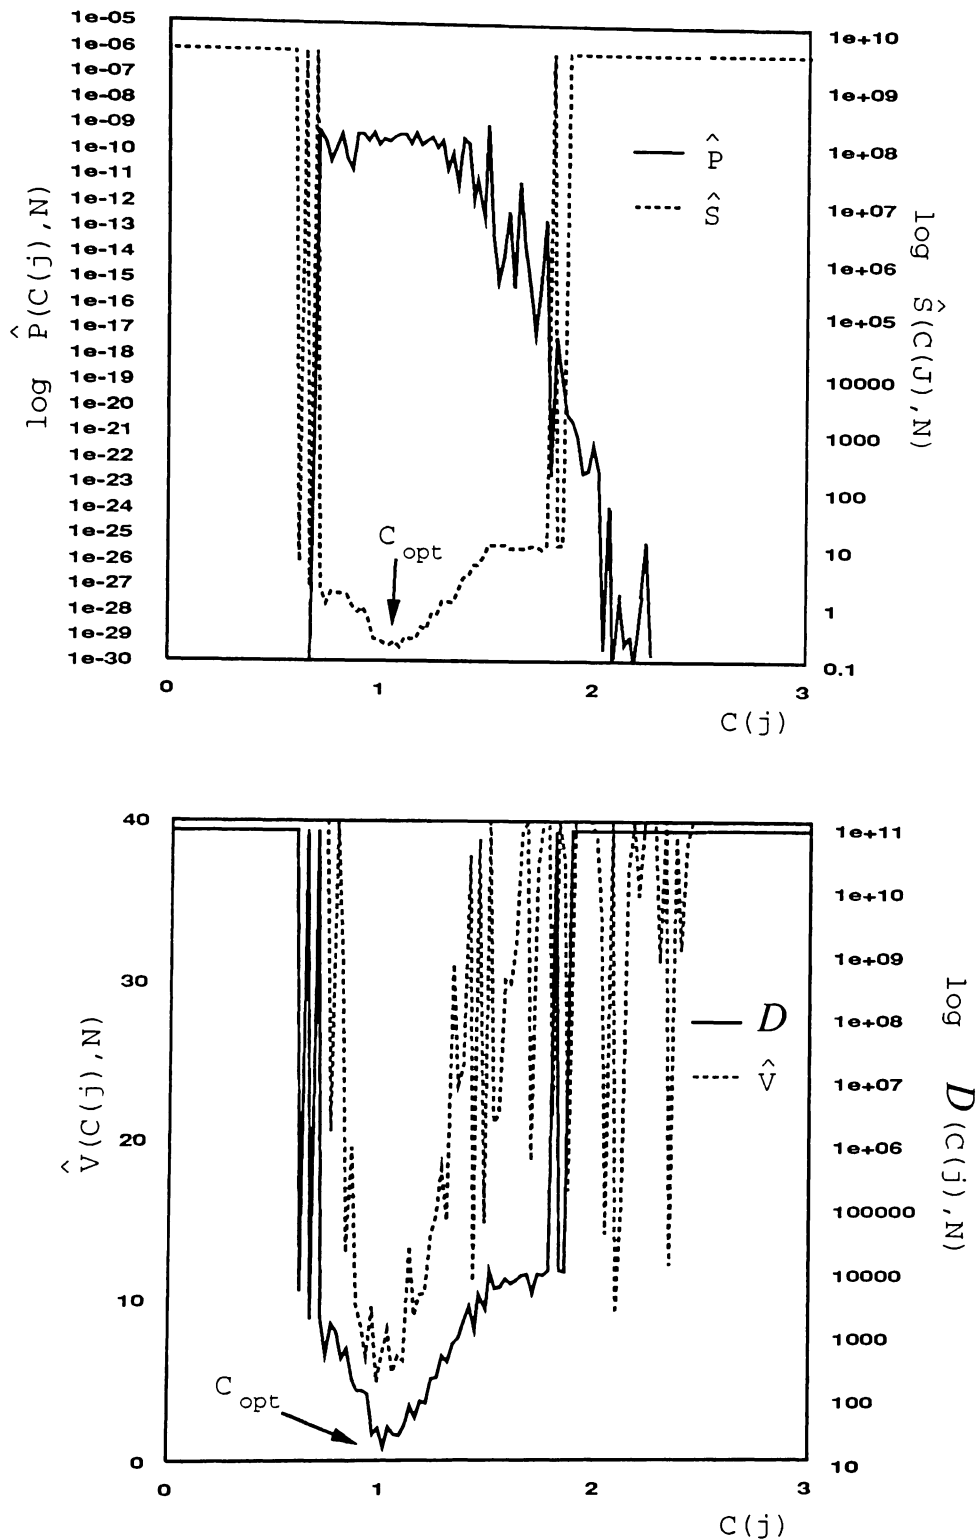 1e-05
1e-06
1e-07
1e-08
1e-09
1e-10
1e-11
1e-12
1e-13
1e-14
1e-15
1e-16
1e-17
1e-18
1e-19
1e-20
1e-21
1e-22
1e-23
1e-24
1e-25
1e-26
1e-27
1e-28
1e-29
1e-30
log P̂(C(j),N)
1e+10
1e+09
1e+08
1e+07
1e+06
1e+05
10000
1000
100
10
1
0.1
log Ŝ(C(J),N)
P̂
Ŝ
C opt
0 1 2 3
C(j)
40
30
20
10
0
V̂(C(j),N)
1e+11
1e+10
1e+09
1e+08
1e+07
1e+06
100000
10000
1000
100
10
log D(C(j),N)
D
V̂
C opt
0 1 2 3
C(j)